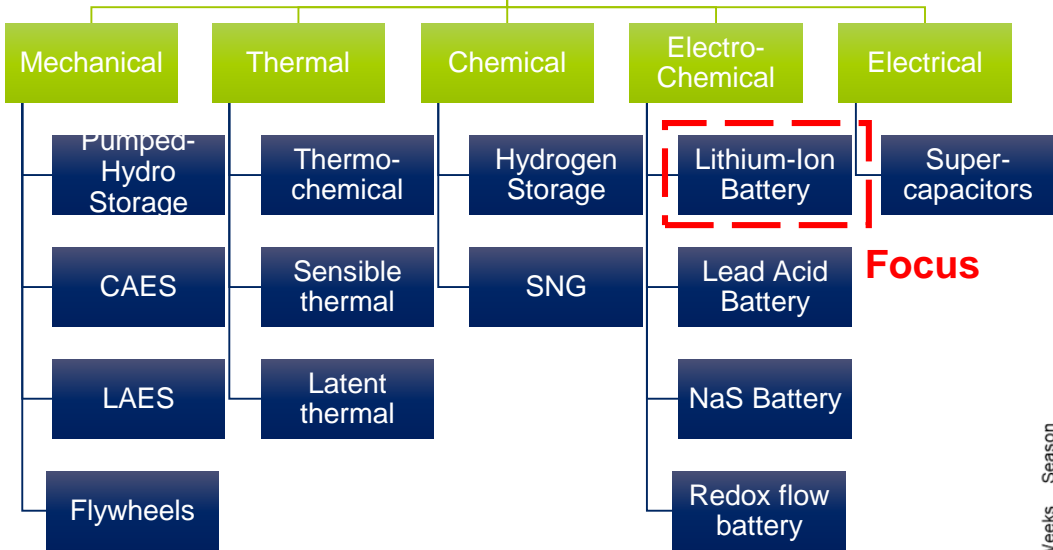 Mechanical
Thermal
Chemical
Electro-
Chemical
Electrical
Pumped-
Hydro
Storage
Thermo-
chemical
Hydrogen
Storage
Lithium-Ion
Battery
Super-
capacitors
CAES
Sensible
thermal
SNG
Lead Acid
Battery
Focus
LAES
Latent
thermal
NaS Battery
Flywheels
Redox flow
battery
Season